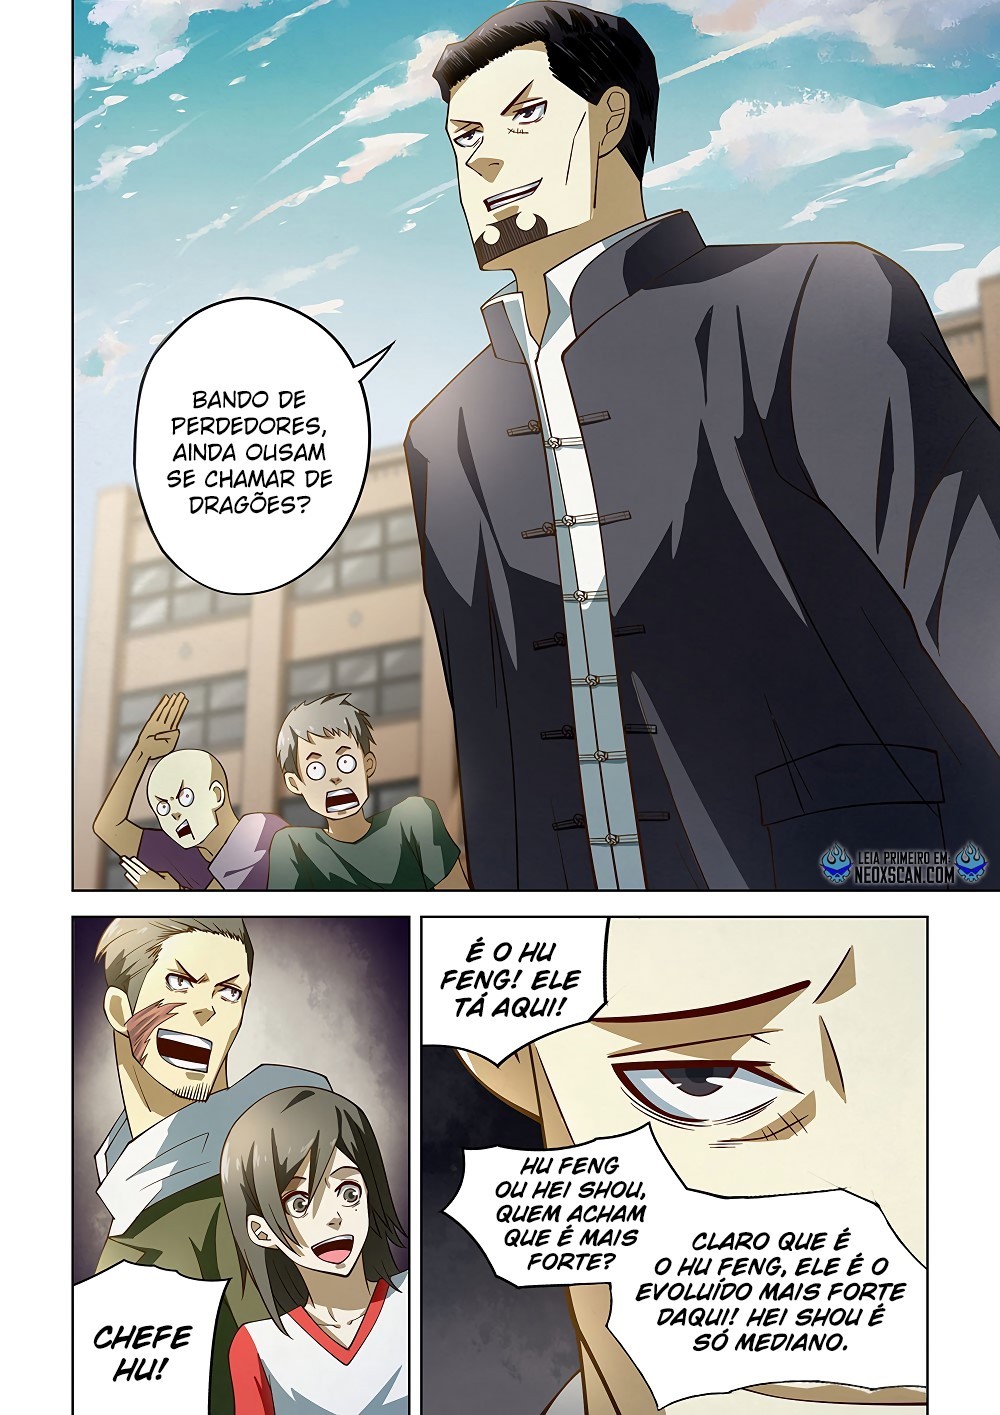 BANDO DE
PERDEDORES,
AINDA OUSAM
SE CHAMAR DE
DRAGÕES?
LEIA PRIMEIRO EM:
NEOXSCAN.COM
É O HU
FENG! ELE
TÁ AQUI!
CHEFE
HU!
HU FENG
OU HEI SHOU,
QUEM ACHAM
QUE É MAIS
FORTE?
CLARO QUE É
O HU FENG, ELE É O
EVOLUÍDO MAIS FORTE
DAQUI! HEI SHOU É
SÓ MEDIANO.